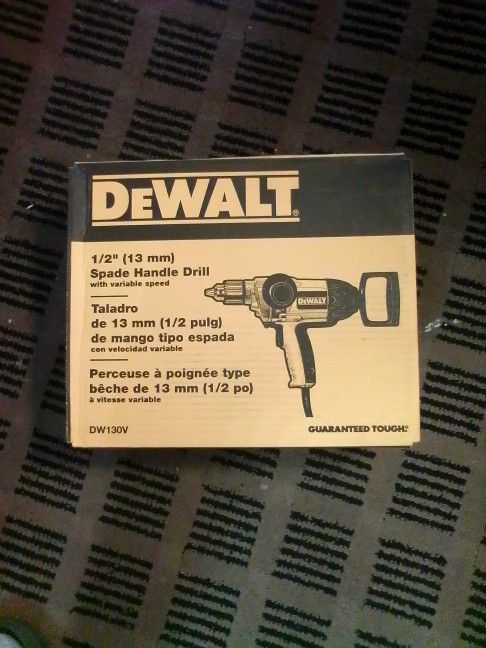 DEWALT®
1/2" (13 mm)
Spade Handle Drill
with variable speed
Taladro
de 13 mm (1/2 pulg)
de mango tipo espada
con velocidad variable
Perceuse à poignée type
bêche de 13 mm (1/2 po)
à vitesse variable
DEWALT
DW130V
GUARANTEED TOUGH.®